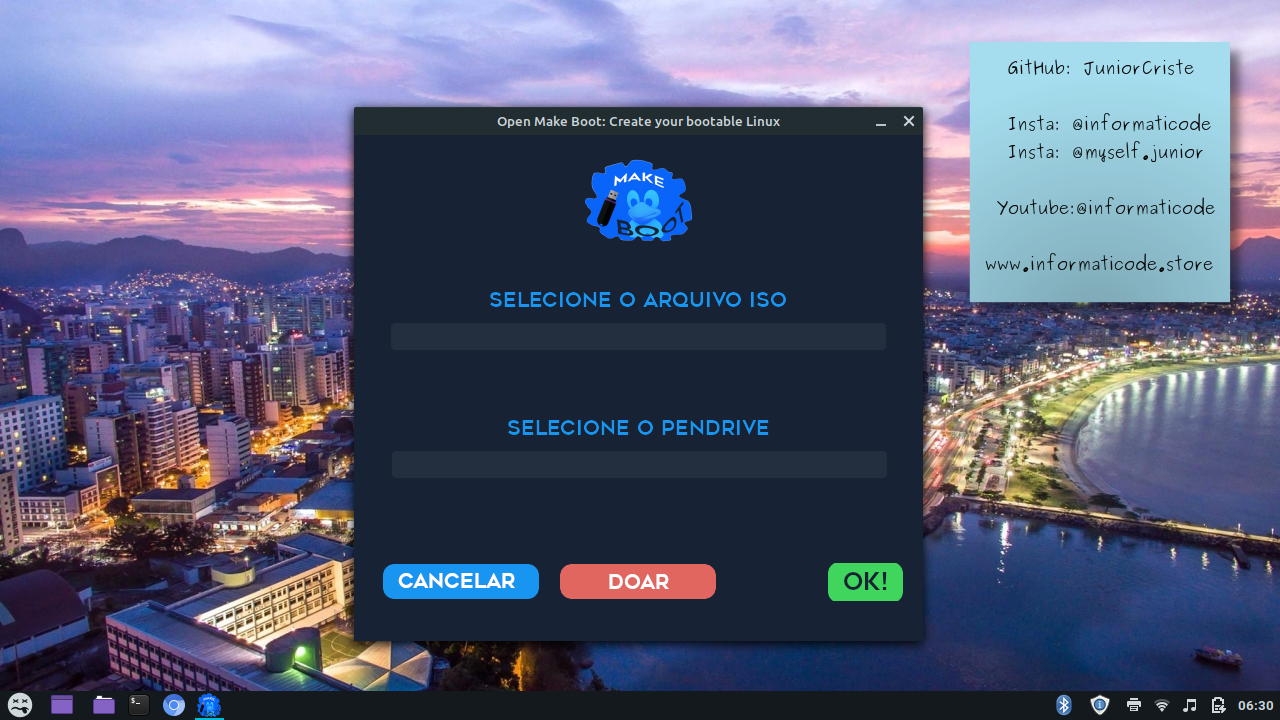 GitHub: JuniorCriste
Insta: @informaticode
Insta: @myself.junior
Youtube:@informaticode
www.informaticode.store
Open Make Boot: Create your bootable Linux
MAKE
BOOT
SELECIONE O ARQUIVO ISO
SELECIONE O PENDRIVE
CANCELAR
DOAR
OK!
06:30